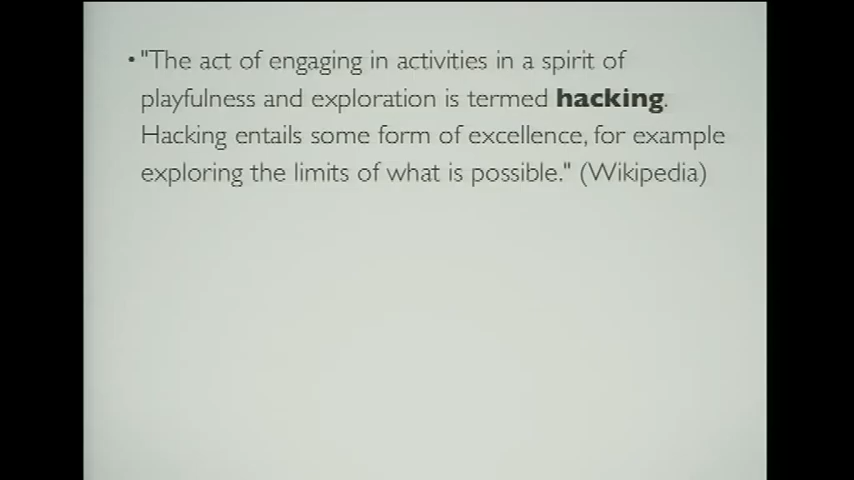 • "The act of engaging in activities in a spirit of
playfulness and exploration is termed hacking.
Hacking entails some form of excellence, for example
exploring the limits of what is possible." (Wikipedia)